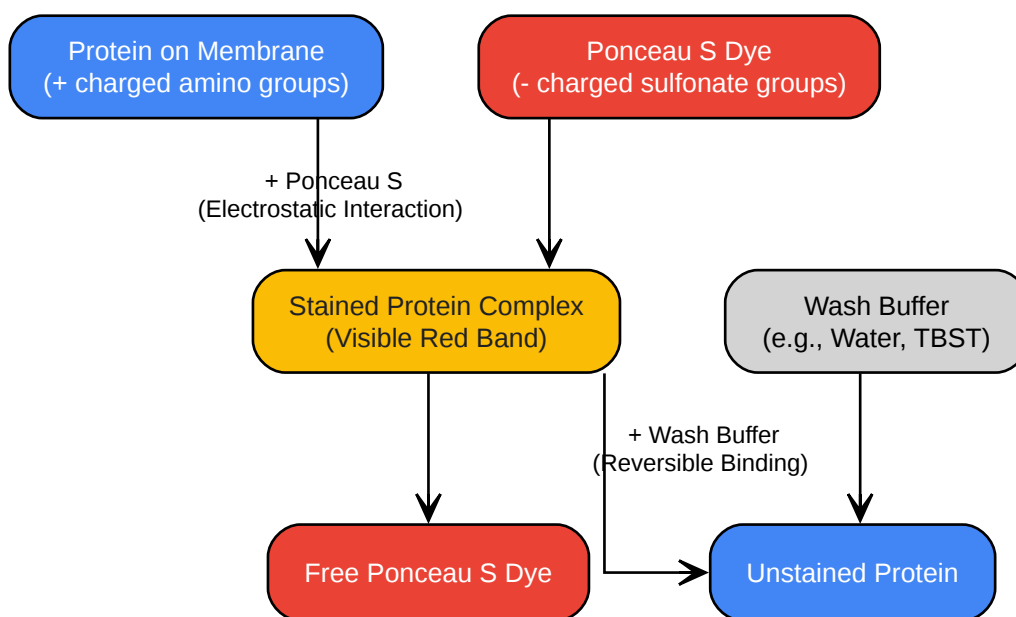 Protein on Membrane
(+ charged amino groups)
Ponceau S Dye
(- charged sulfonate groups)
+ Ponceau S
(Electrostatic Interaction)
Stained Protein Complex
(Visible Red Band)
Wash Buffer
(e.g., Water, TBST)
+ Wash Buffer
(Reversible Binding)
Free Ponceau S Dye
Unstained Protein